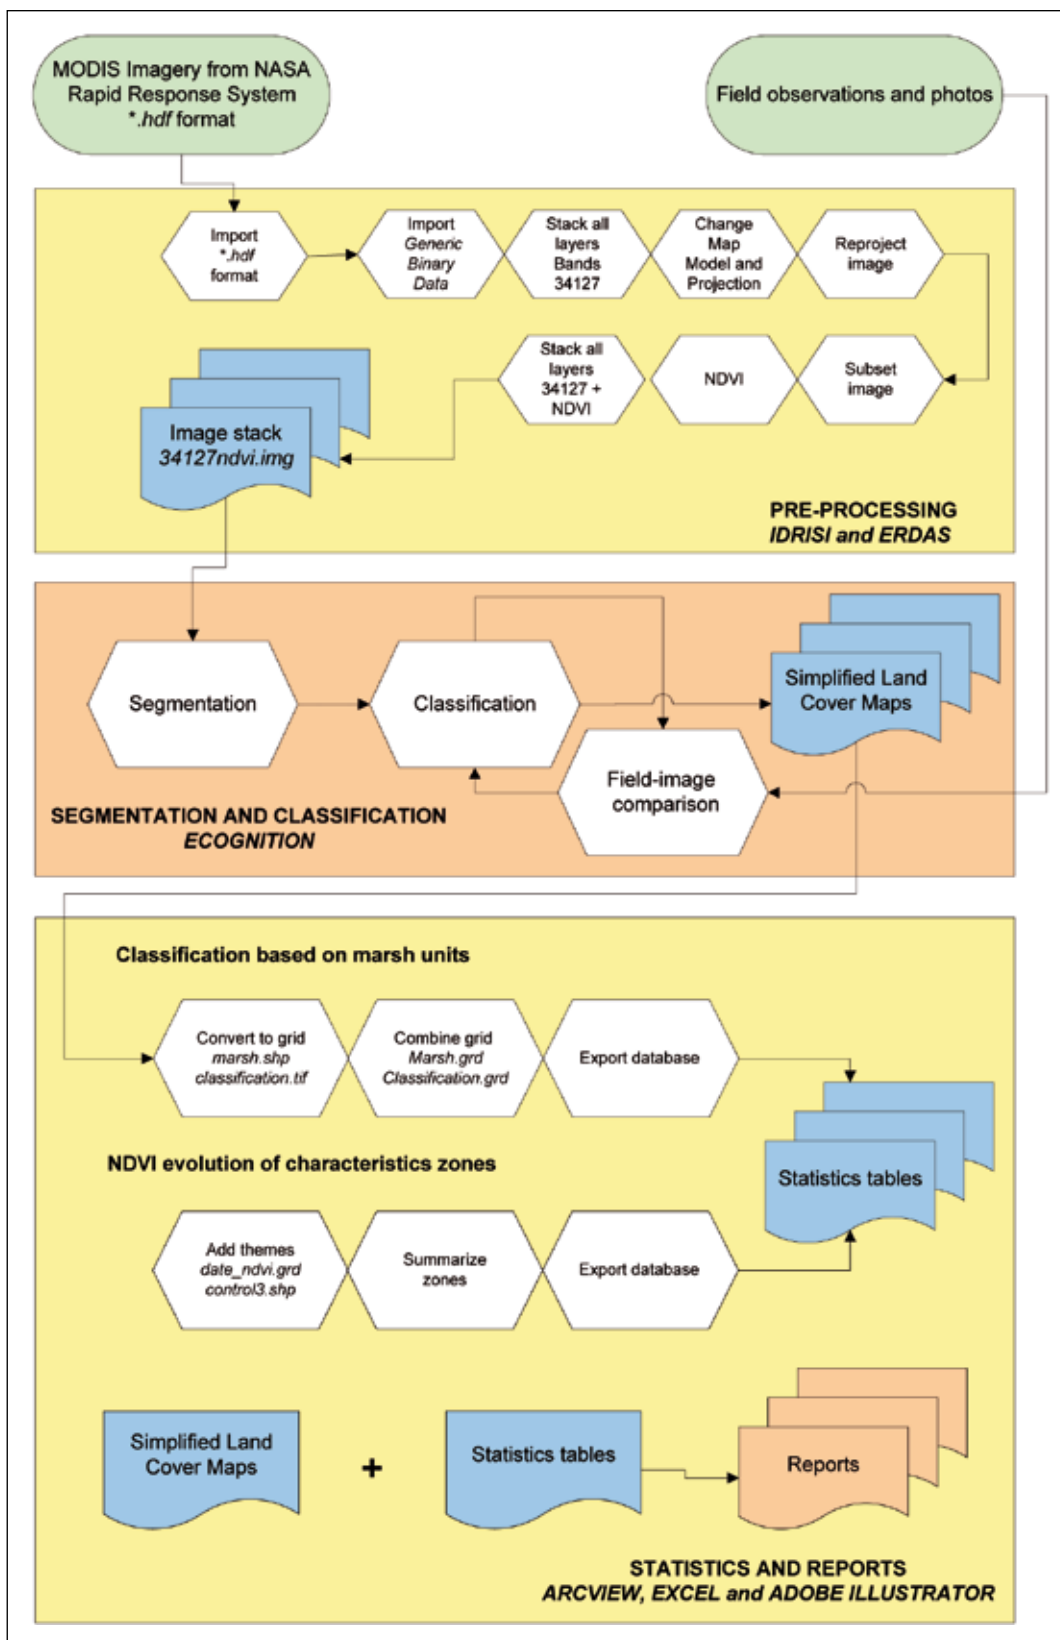 MODIS Imagery from NASA
Rapid Response System
*.hdf format
Field observations and photos
Import
*.hdf
format
Import
Generic
Binary
Data
Stack all
layers
Bands
34127
Change
Map
Model and
Projection
Reproject
image
Stack all
layers
34127 +
NDVI
NDVI
Subset
image
Image stack
34127ndvi.img
PRE-PROCESSING
IDRISI and ERDAS
Segmentation
Classification
Simplified Land
Cover Maps
Field-image
comparison
SEGMENTATION AND CLASSIFICATION
ECOGNITION
Classification based on marsh units
Convert to grid
marsh.shp
classification.tif
Combine grid
Marsh.grd
Classification.grd
Export database
Statistics tables
NDVI evolution of characteristics zones
Add themes
date_ndvi.grd
control3.shp
Summarize
zones
Export database
Simplified Land
Cover Maps
+
Statistics tables
Reports
STATISTICS AND REPORTS
ARCVIEW, EXCEL and ADOBE ILLUSTRATOR